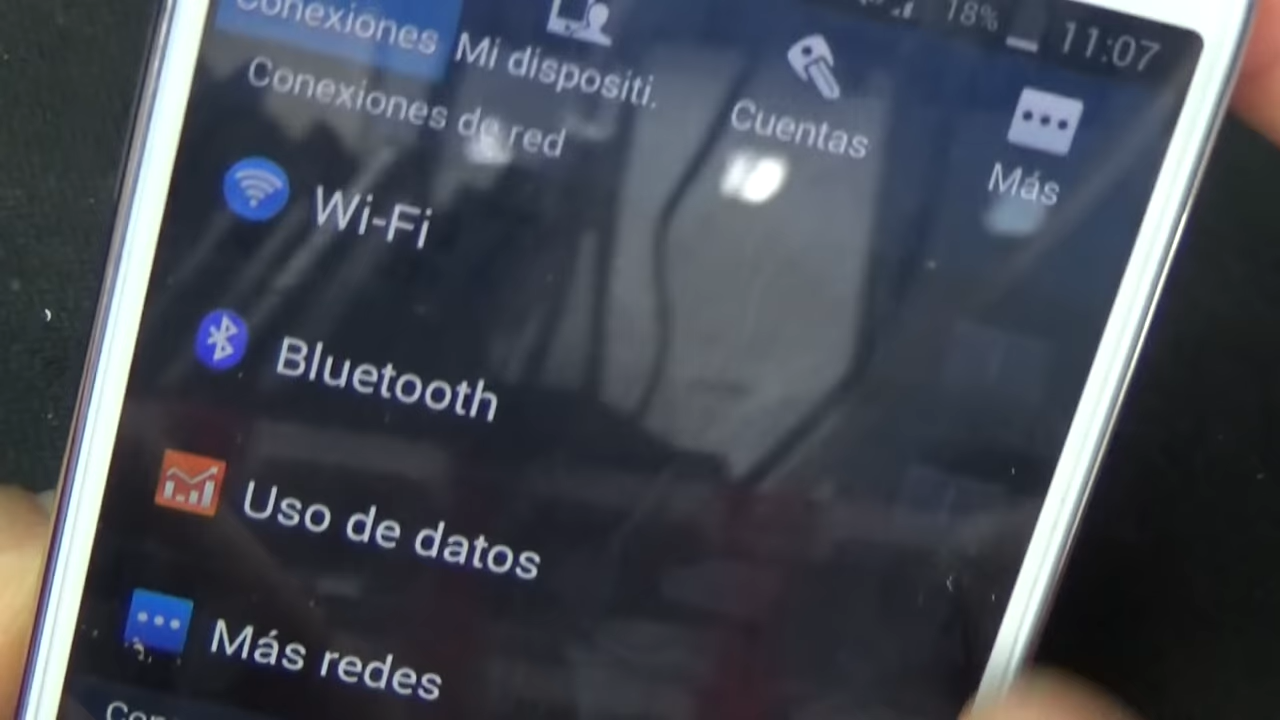 18% 11:07
Conexiones
Mi dispositi.
Cuentas
Más
Conexiones de red
Wi-Fi
Bluetooth
Uso de datos
Más redes